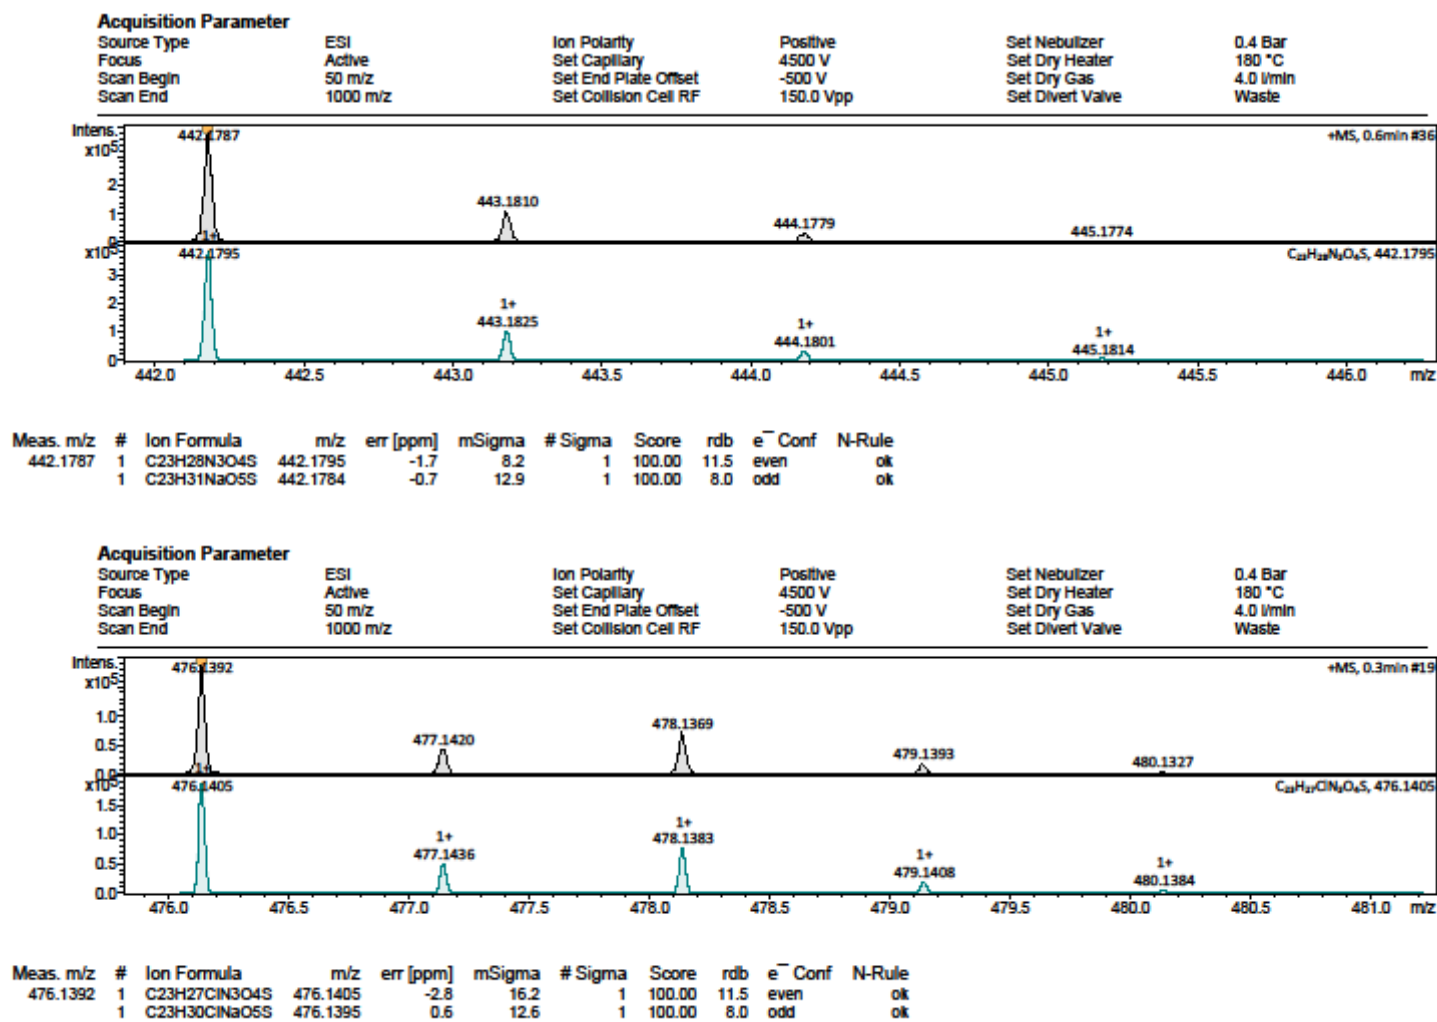 Acquisition Parameter
Source Type ESI Ion Polarity Positive Set Nebulizer 0.4 Bar
Focus Active Set Capillary 4500 V Set Dry Heater 180 °C
Scan Begin 50 m/z Set End Plate Offset -500 V Set Dry Gas 4.0 l/min
Scan End 1000 m/z Set Collision Cell RF 150.0 Vpp Set Divert Valve Waste
Intens. 442.1787 +MS, 0.6min #36
x10⁵
2
443.1810
1 444.1779 445.1774
0 1+
x10⁵ 442.1795 C₂₃H₂₈N₃O₄S, 442.1795
3
2 1+
443.1825 1+ 1+
1 444.1801 445.1814
0
442.0 442.5 443.0 443.5 444.0 444.5 445.0 445.5 446.0 m/z
Meas. m/z # Ion Formula m/z err [ppm] mSigma # Sigma Score rdb e⁻ Conf N-Rule
442.1787 1 C23H28N3O4S 442.1795 -1.7 8.2 1 100.00 11.5 even ok
1 C23H31NaO5S 442.1784 -0.7 12.9 1 100.00 8.0 odd ok
Acquisition Parameter
Source Type ESI Ion Polarity Positive Set Nebulizer 0.4 Bar
Focus Active Set Capillary 4500 V Set Dry Heater 180 °C
Scan Begin 50 m/z Set End Plate Offset -500 V Set Dry Gas 4.0 l/min
Scan End 1000 m/z Set Collision Cell RF 150.0 Vpp Set Divert Valve Waste
Intens. 476.1392 +MS, 0.3min #19
x10⁵
1.0 478.1369
0.5 477.1420 479.1393 480.1327
0.0 1+
x10⁵ 476.1405 C₂₃H₂₇ClN₃O₄S, 476.1405
1.5
1.0 1+ 1+
477.1436 478.1383 1+ 1+
0.5 479.1408 480.1384
0.0
476.0 476.5 477.0 477.5 478.0 478.5 479.0 479.5 480.0 480.5 481.0 m/z
Meas. m/z # Ion Formula m/z err [ppm] mSigma # Sigma Score rdb e⁻ Conf N-Rule
476.1392 1 C23H27ClN3O4S 476.1405 -2.8 16.2 1 100.00 11.5 even ok
1 C23H30ClNaO5S 476.1395 0.6 12.6 1 100.00 8.0 odd ok